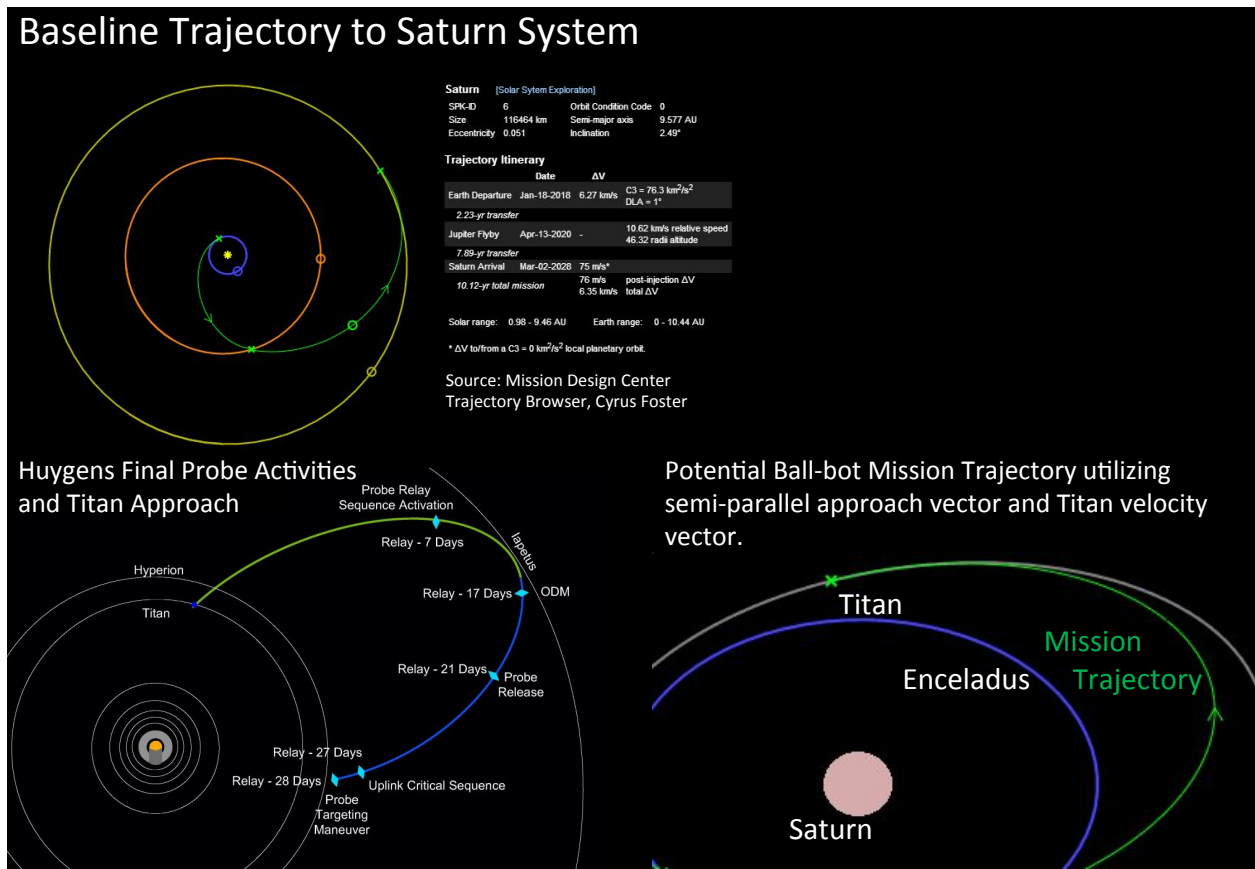 Baseline Trajectory to Saturn System
Saturn [Solar Sytem Exploration]
SPK-ID 6 Orbit Condition Code 0
Size 116464 km Semi-major axis 9.577 AU
Eccentricity 0.051 Inclination 2.49°
Trajectory Itinerary
Date ΔV
Earth Departure Jan-18-2018 6.27 km/s C3 = 76.3 km²/s²
DLA = 1°
2.23-yr transfer
Jupiter Flyby Apr-13-2020 - 10.62 km/s relative speed
46.32 radii altitude
7.89-yr transfer
Saturn Arrival Mar-02-2028 75 m/s*
10.12-yr total mission 76 m/s post-injection ΔV
6.35 km/s total ΔV
Solar range: 0.98 - 9.46 AU Earth range: 0 - 10.44 AU
* ΔV to/from a C3 = 0 km²/s² local planetary orbit.
Source: Mission Design Center
Trajectory Browser, Cyrus Foster
Huygens Final Probe Activities
and Titan Approach
Probe Relay
Sequence Activation
Relay - 7 Days
Iapetus
Hyperion
Titan
Relay - 17 Days
ODM
Relay - 21 Days
Probe
Release
Relay - 27 Days
Uplink Critical Sequence
Relay - 28 Days
Probe
Targeting
Maneuver
Potential Ball-bot Mission Trajectory utilizing
semi-parallel approach vector and Titan velocity
vector.
Titan
Mission
Trajectory
Enceladus
Saturn